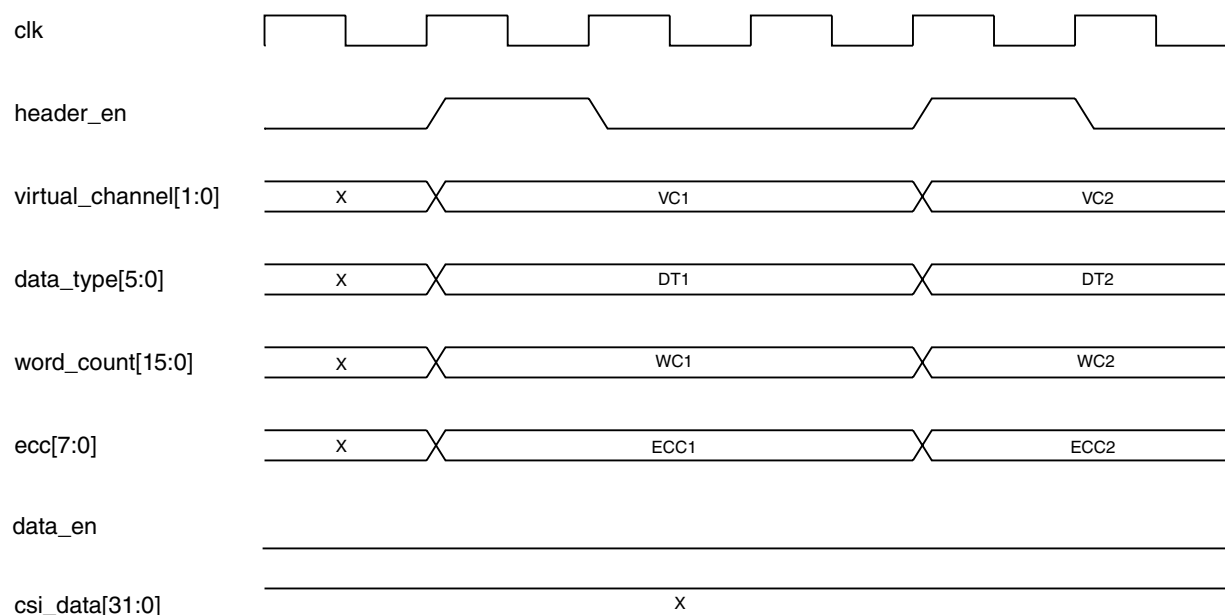 clk
header_en
virtual_channel[1:0] X VC1 VC2
data_type[5:0] X DT1 DT2
word_count[15:0] X WC1 WC2
ecc[7:0] X ECC1 ECC2
data_en
csi_data[31:0] X